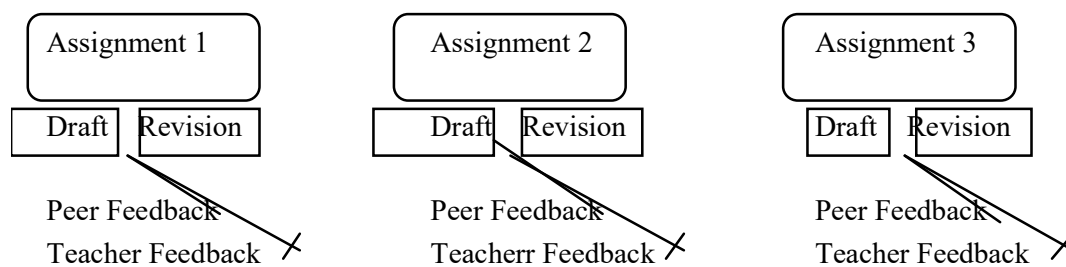 Assignment 1 Assignment 2 Assignment 3
Draft Revision Draft Revision Draft Revision
Peer Feedback Peer Feedback Peer Feedback
Teacher Feedback Teacherr Feedback Teacher Feedback